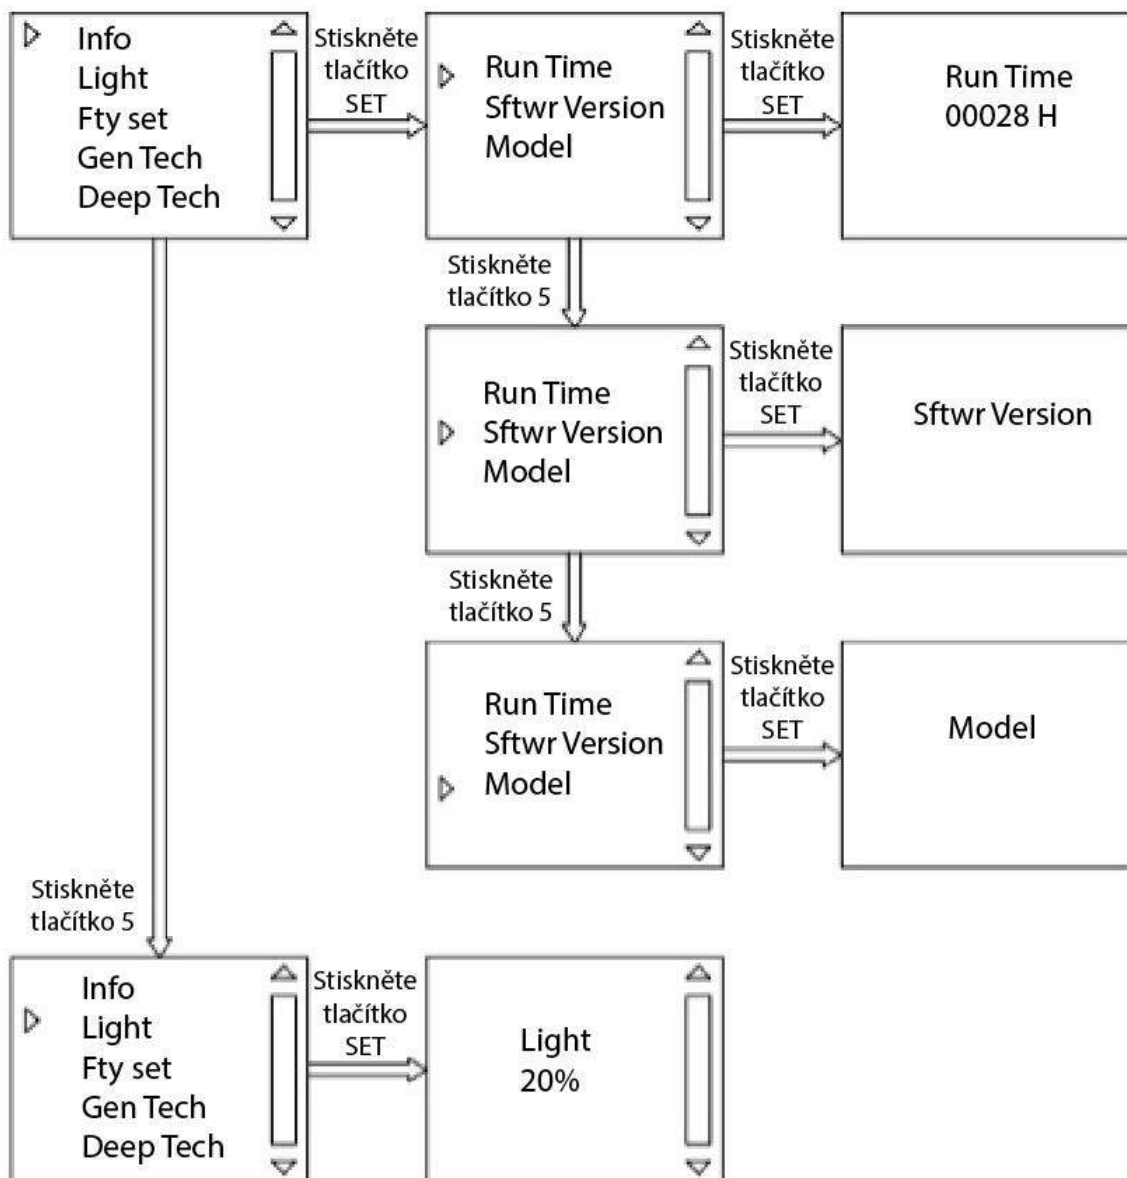 Info
Light
Fty set
Gen Tech
Deep Tech
Stiskněte
tlačítko
SET
Run Time
Sftwr Version
Model
Stiskněte
tlačítko
SET
Run Time
00028 H
Stiskněte
tlačítko 5
Run Time
Sftwr Version
Model
Stiskněte
tlačítko
SET
Sftwr Version
Stiskněte
tlačítko 5
Run Time
Sftwr Version
Model
Stiskněte
tlačítko
SET
Model
Stiskněte
tlačítko 5
Info
Light
Fty set
Gen Tech
Deep Tech
Stiskněte
tlačítko
SET
Light
20%